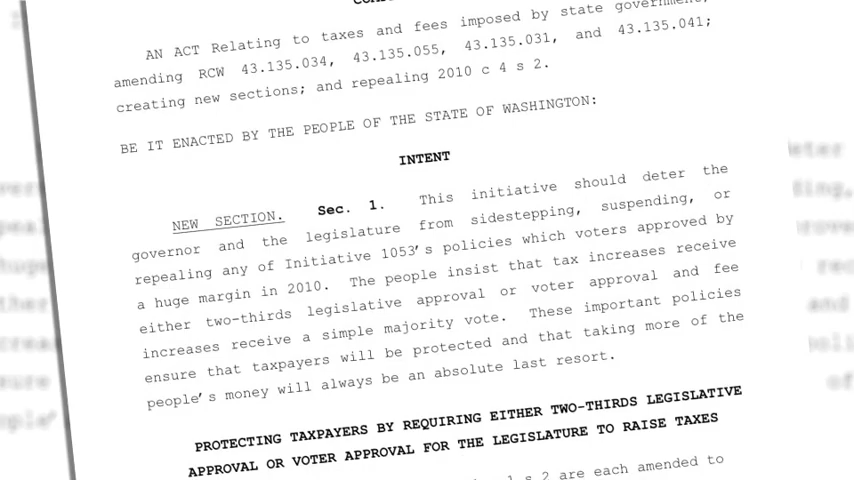 AN ACT Relating to taxes and fees imposed by state government;
amending RCW 43.135.034, 43.135.055, 43.135.031, and 43.135.041;
creating new sections; and repealing 2010 c 4 s 2.
BE IT ENACTED BY THE PEOPLE OF THE STATE OF WASHINGTON:
INTENT
NEW SECTION. Sec. 1. This initiative should deter the
governor and the legislature from sidestepping, suspending, or
repealing any of Initiative 1053's policies which voters approved by
a huge margin in 2010. The people insist that tax increases receive
either two-thirds legislative approval or voter approval and fee
increases receive a simple majority vote. These important policies
ensure that taxpayers will be protected and that taking more of the
people's money will always be an absolute last resort.
PROTECTING TAXPAYERS BY REQUIRING EITHER TWO-THIRDS LEGISLATIVE
APPROVAL OR VOTER APPROVAL FOR THE LEGISLATURE TO RAISE TAXES
s 2 are each amended to